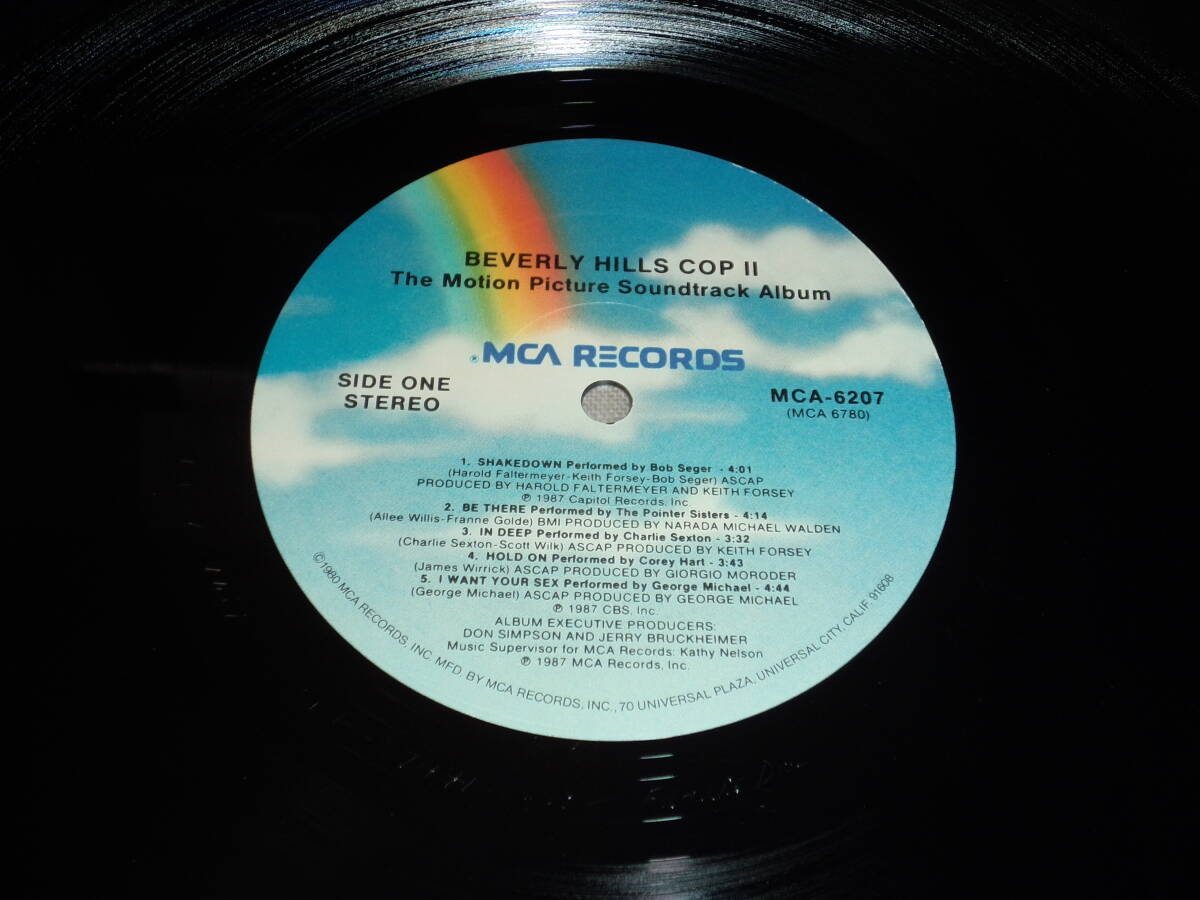 BEVERLY HILLS COP II
The Motion Picture Soundtrack Album
® MCA RECORDS
SIDE ONE
STEREO
MCA-6207
(MCA 6780)
1. SHAKEDOWN Performed by Bob Seger - 4:01
(Harold Faltermeyer-Keith Forsey-Bob Seger) ASCAP
PRODUCED BY HAROLD FALTERMEYER AND KEITH FORSEY
℗ 1987 Capitol Records, Inc.
2. BE THERE Performed by The Pointer Sisters - 4:14
(Allee Willis-Franne Golde) BMI PRODUCED BY NARADA MICHAEL WALDEN
3. IN DEEP Performed by Charlie Sexton - 3:32
(Charlie Sexton-Scott Wilk) ASCAP PRODUCED BY KEITH FORSEY
4. HOLD ON Performed by Corey Hart - 3:43
(James Wirrick) ASCAP PRODUCED BY GIORGIO MORODER
5. I WANT YOUR SEX Performed by George Michael - 4:44
(George Michael) ASCAP PRODUCED BY GEORGE MICHAEL
℗ 1987 CBS, Inc.
ALBUM EXECUTIVE PRODUCERS:
DON SIMPSON AND JERRY BRUCKHEIMER
Music Supervisor for MCA Records: Kathy Nelson
℗ 1987 MCA Records, Inc.
©1980 MCA RECORDS, INC. MFD. BY MCA RECORDS, INC., 70 UNIVERSAL PLAZA, UNIVERSAL CITY, CALIF. 91608